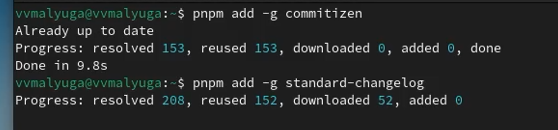 vvmalyuga@vvmalyuga:~$ pnpm add -g commitizen
Already up to date
Progress: resolved 153, reused 153, downloaded 0, added 0, done
Done in 9.8s
vvmalyuga@vvmalyuga:~$ pnpm add -g standard-changelog
Progress: resolved 208, reused 152, downloaded 52, added 0